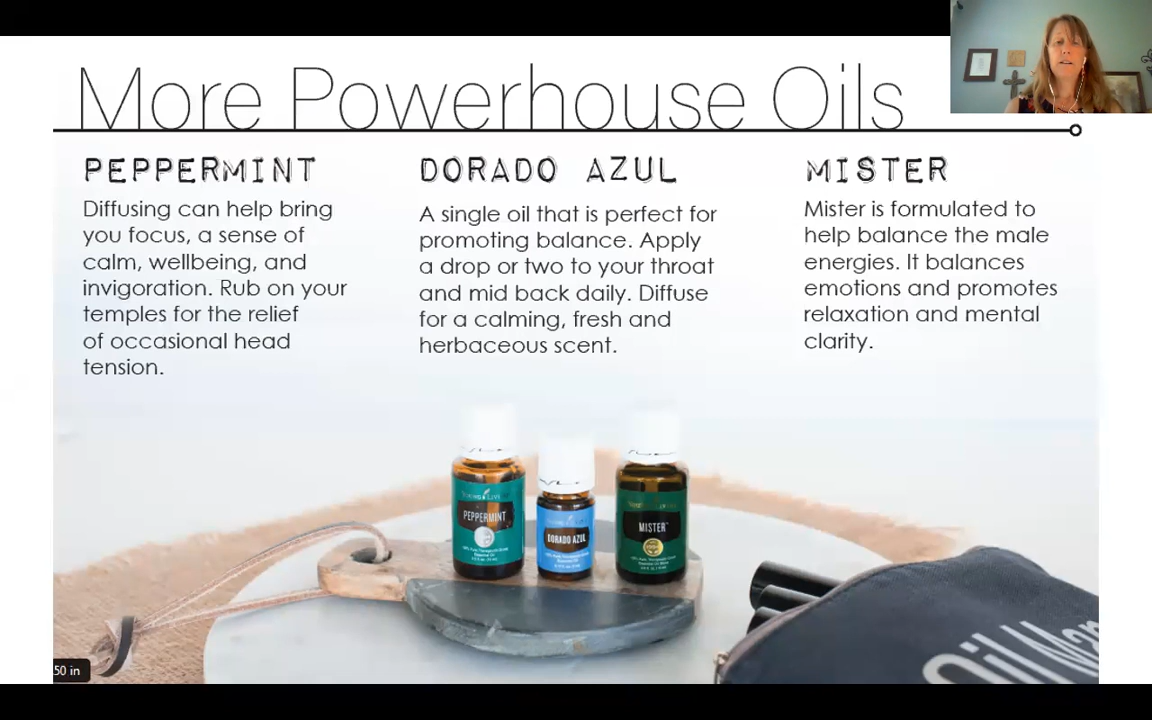 More Powerhouse Oils
PEPPERMINT
Diffusing can help bring
you focus, a sense of
calm, wellbeing, and
invigoration. Rub on your
temples for the relief
of occasional head
tension.
DORADO AZUL
A single oil that is perfect for
promoting balance. Apply
a drop or two to your throat
and mid back daily. Diffuse
for a calming, fresh and
herbaceous scent.
MISTER
Mister is formulated to
help balance the male
energies. It balances
emotions and promotes
relaxation and mental
clarity.
YOUNG LIVING
PEPPERMINT
DORADO AZUL
MISTER
Oil
50 in